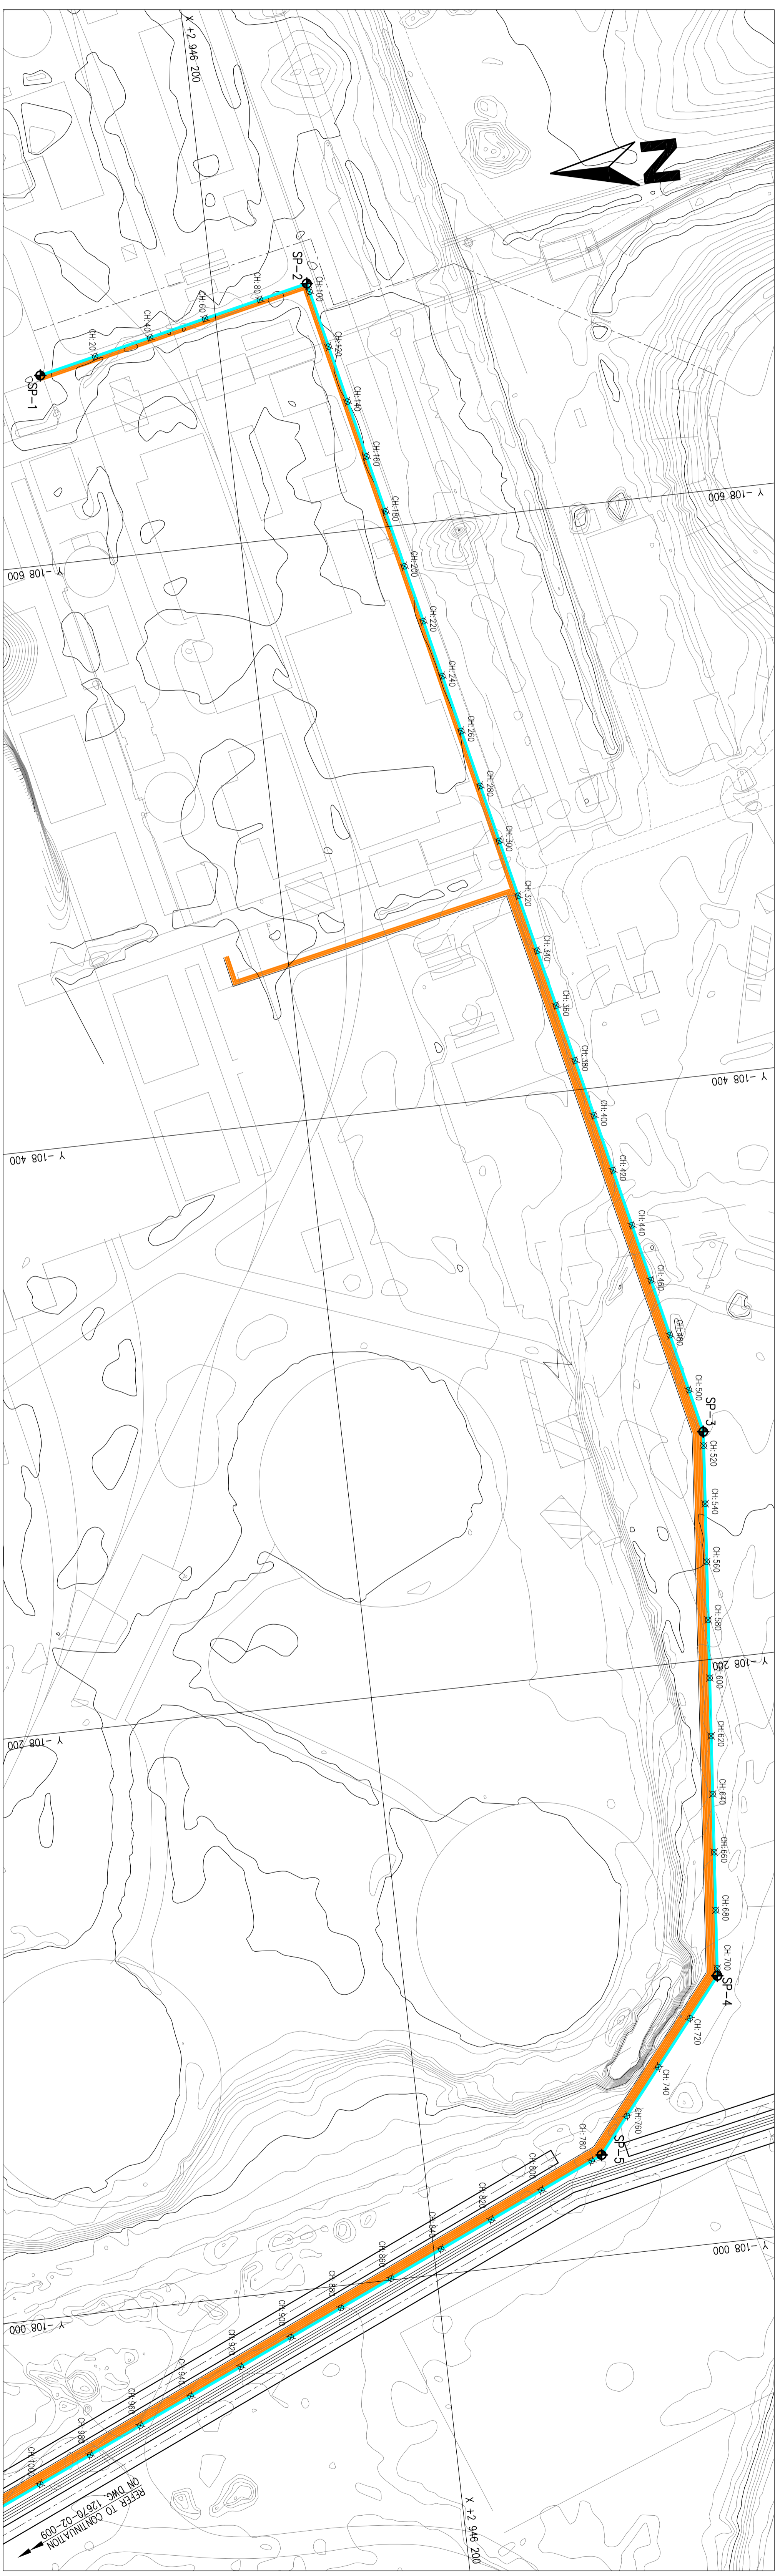 X +2 946 200
N
SP-2
CH: 100
CH: 80
CH: 60
CH: 40
CH: 20
SP-1
CH: 120
CH: 140
CH: 160
CH: 180
Y -108 600
Y -108 600
CH: 200
CH: 220
CH: 240
CH: 260
CH: 280
CH: 300
CH: 320
CH: 340
CH: 360
CH: 380
Y -108 400
CH: 400
Y -108 400
CH: 420
CH: 440
CH: 460
CH: 480
CH: 500
SP-3
CH: 520
CH: 540
CH: 560
CH: 580
Y -108 200
CH: 600
Y -108 200
CH: 620
CH: 640
CH: 660
CH: 680
CH: 700
SP-4
CH: 720
CH: 740
CH: 760
SP-5
CH: 780
CH: 800
CH: 820
CH: 840
Y -108 000
CH: 860
CH: 880
Y -108 000
CH: 900
CH: 920
CH: 940
CH: 960
CH: 980
CH: 1000
X +2 946 200
REFER TO CONTINUATION
ON DWG. 12670-02-009